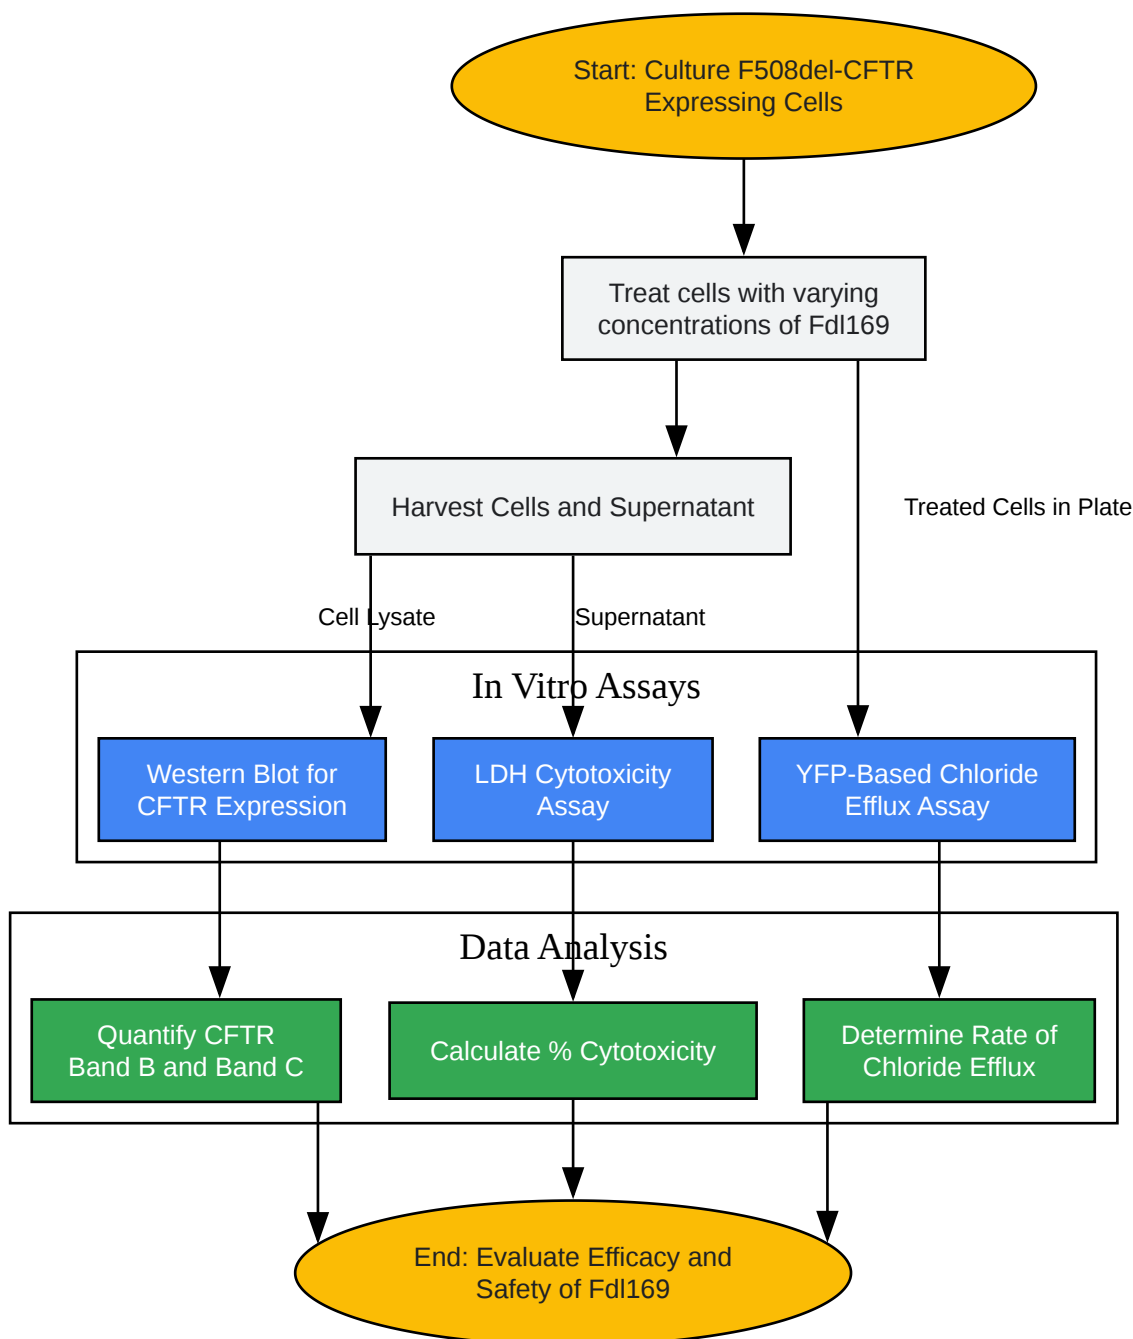 Start: Culture F508del-CFTR
Expressing Cells
Treat cells with varying
concentrations of Fdl169
Harvest Cells and Supernatant
Treated Cells in Plate
Cell Lysate
Supernatant
In Vitro Assays
Western Blot for
CFTR Expression
LDH Cytotoxicity
Assay
YFP-Based Chloride
Efflux Assay
Data Analysis
Quantify CFTR
Band B and Band C
Calculate % Cytotoxicity
Determine Rate of
Chloride Efflux
End: Evaluate Efficacy and
Safety of Fdl169